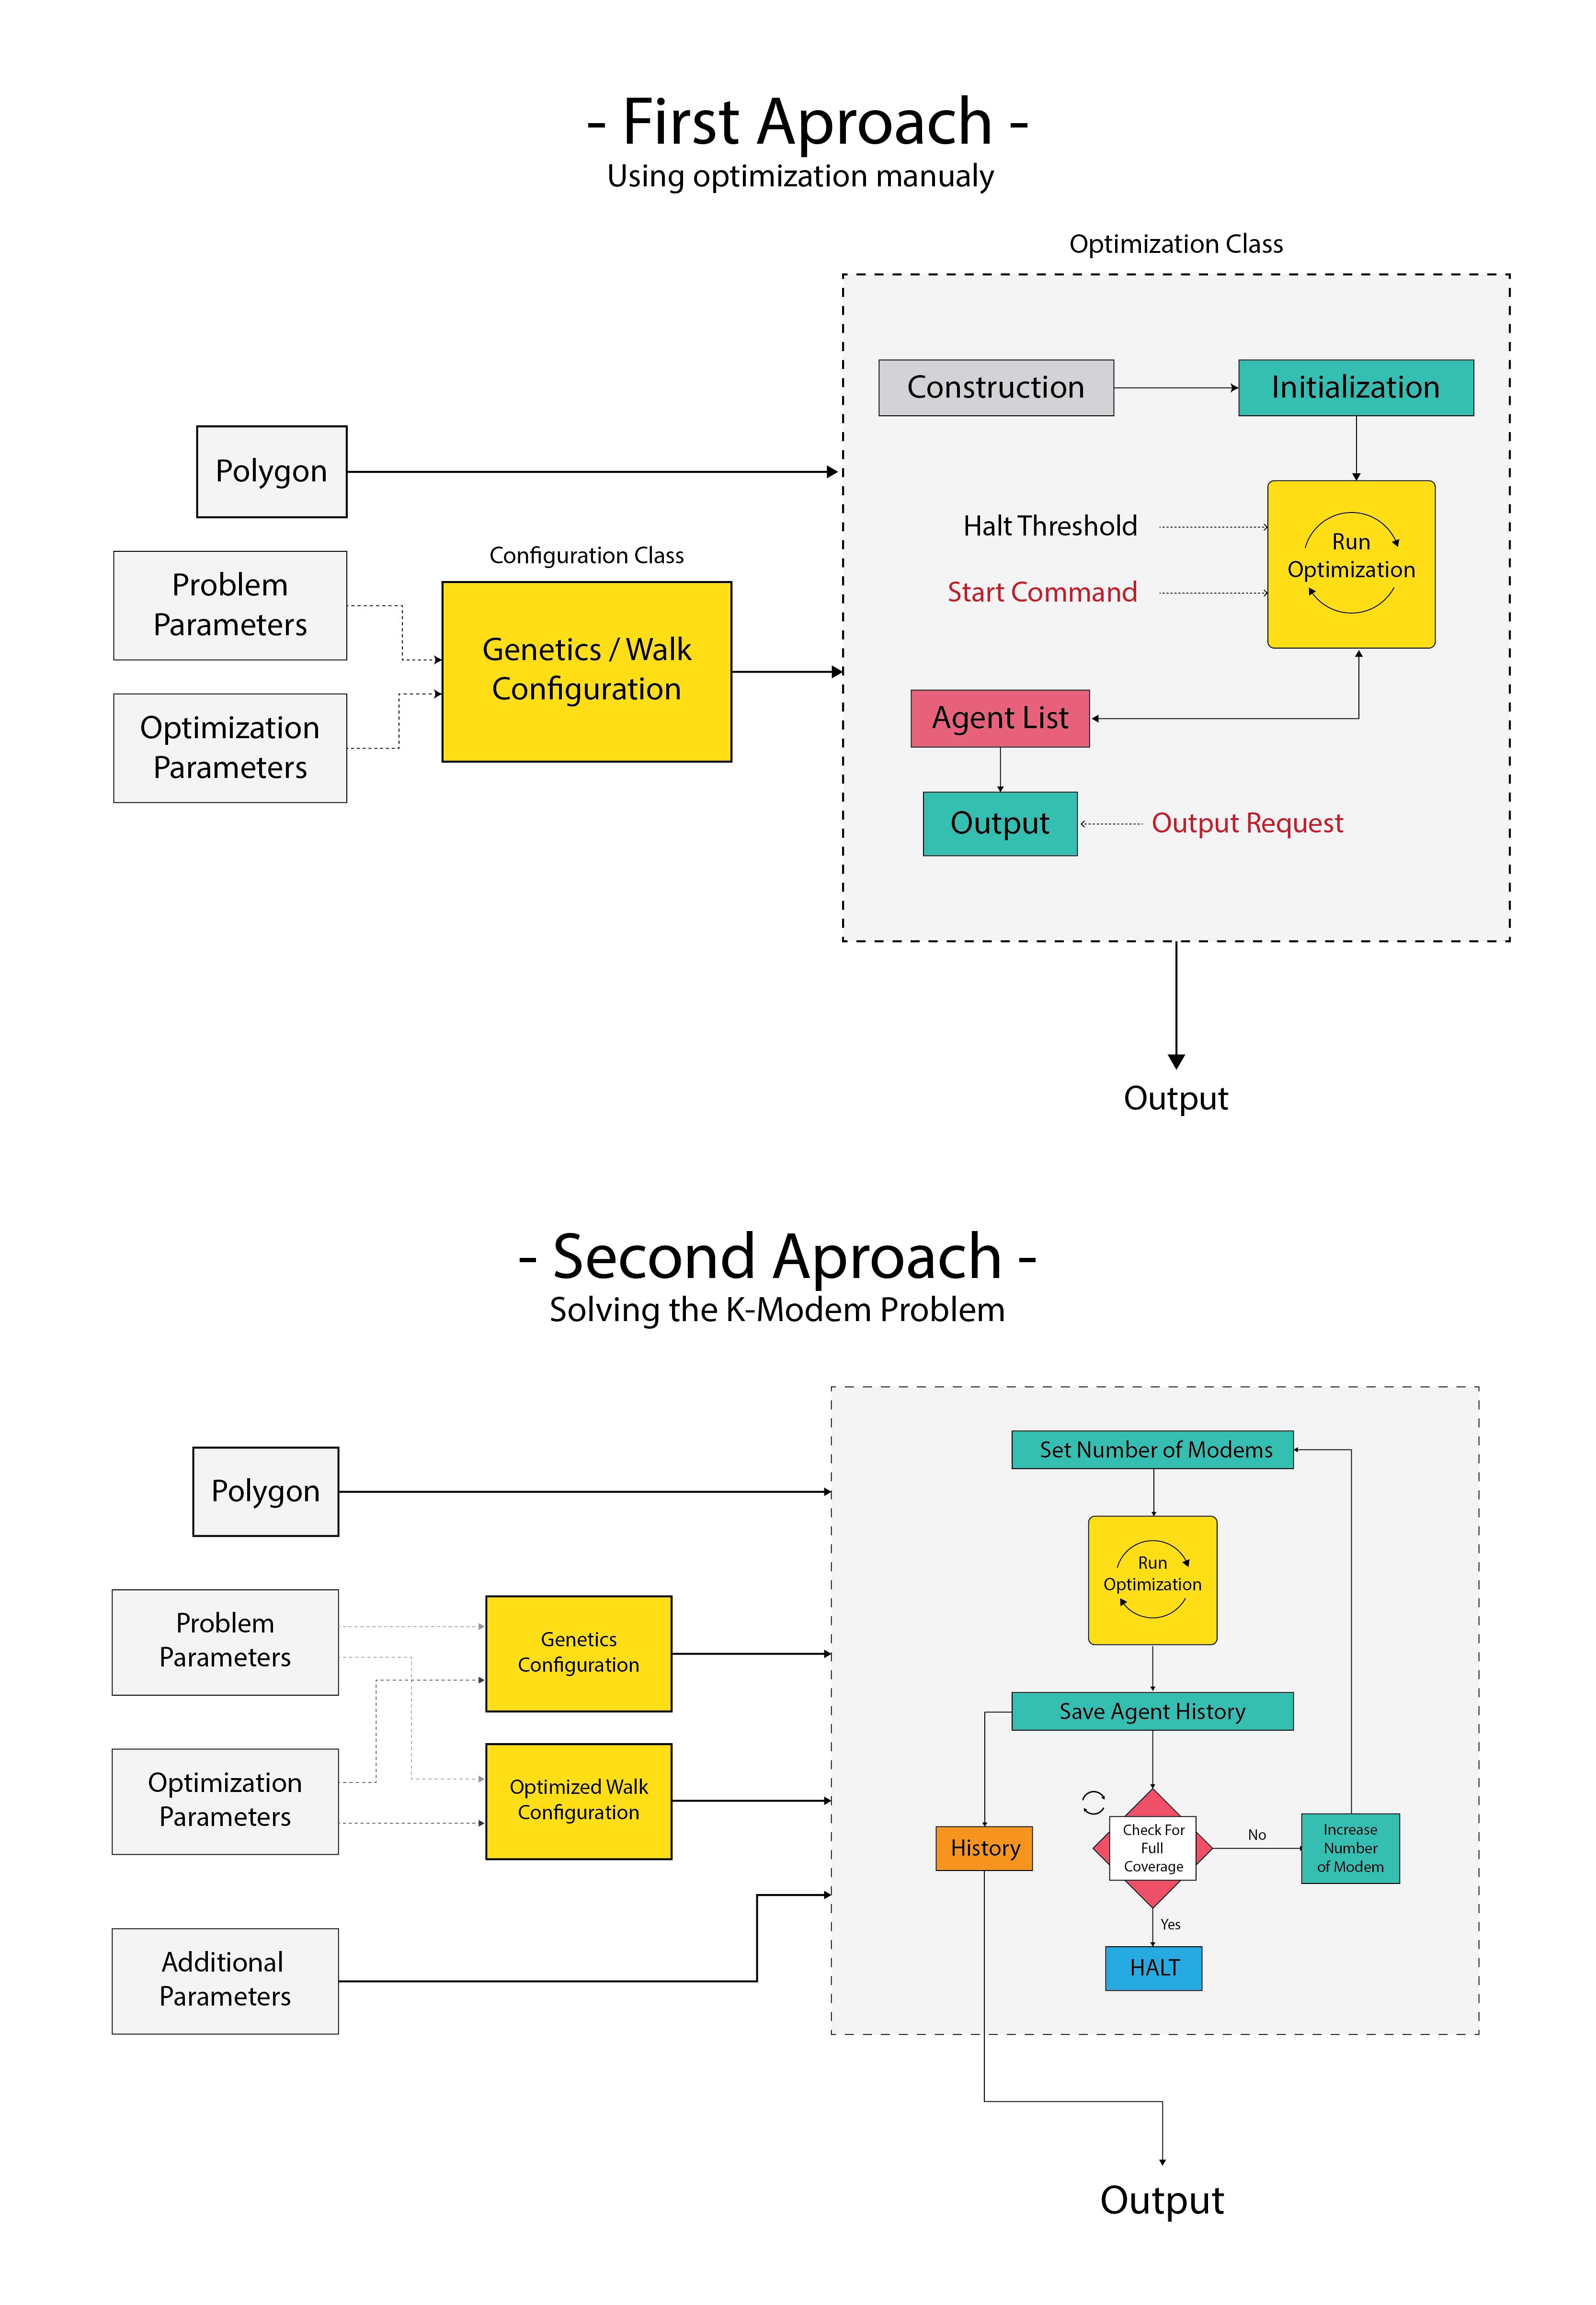 - First Aproach -
Using optimization manualy
Optimization Class
Construction
Initialization
Polygon
Halt Threshold
Run
Optimization
Start Command
Configuration Class
Problem
Parameters
Genetics / Walk
Configuration
Optimization
Parameters
Agent List
Output
Output Request
Output
- Second Aproach -
Solving the K-Modem Problem
Set Number of Modems
Polygon
Run
Optimization
Problem
Parameters
Genetics
Configuration
Save Agent History
Optimization
Parameters
Optimized Walk
Configuration
History
Check For
Full
Coverage
No
Increase
Number
of Modem
Yes
HALT
Additional
Parameters
Output